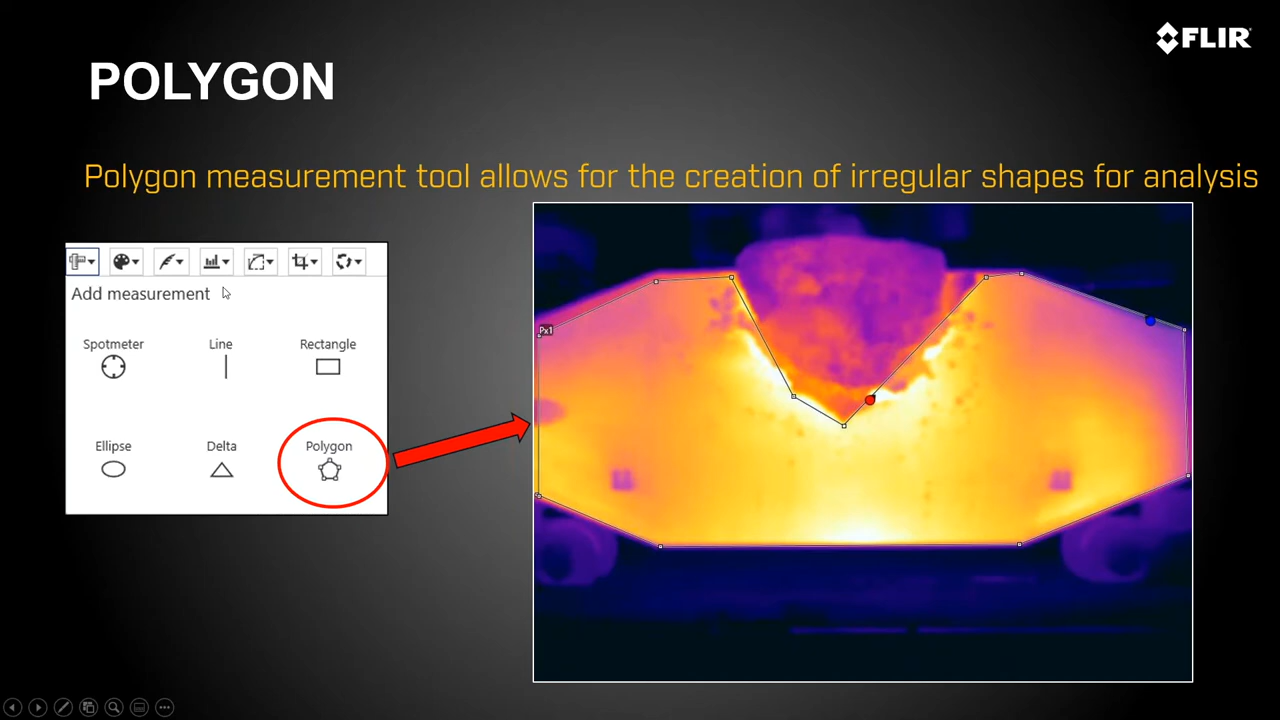 FLIR
POLYGON
Polygon measurement tool allows for the creation of irregular shapes for analysis
Add measurement
Spotmeter Line Rectangle
Ellipse Delta Polygon
Px1